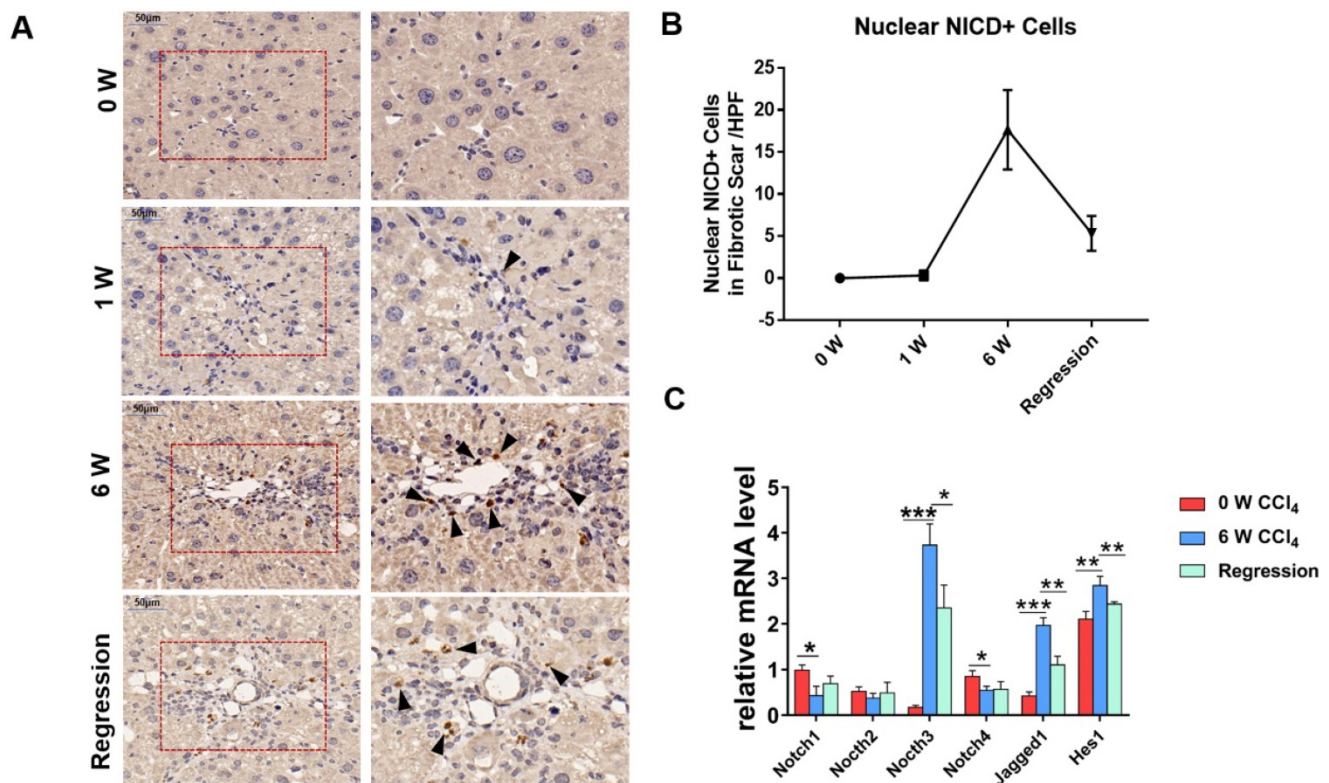 A
50μm
0 W
50μm
1 W
50μm
6 W
50μm
Regression
B
Nuclear NICD+ Cells
Nuclear NICD+ Cells
in Fibrotic Scar /HPF
25
20
15
10
5
0
-5
0 W
1 W
6 W
Regression
C
relative mRNA level
5
4
3
2
1
0
*
***
*
*
***
**
**
**
Notch1
Nocth2
Nocth3
Notch4
Jagged1
Hes1
0 W CCl₄
6 W CCl₄
Regression